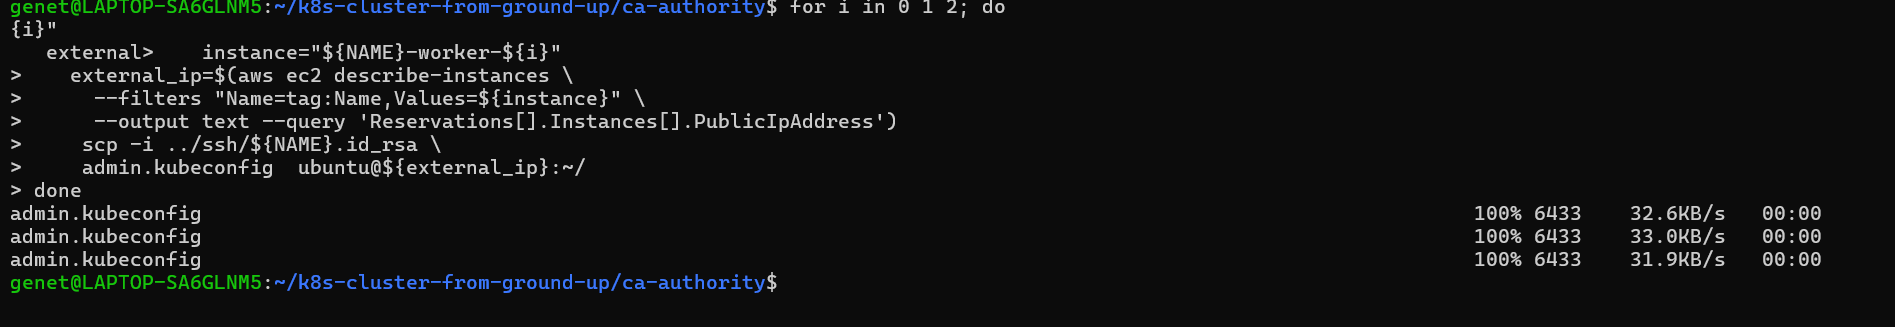 genet@LAPTOP-SA6GLNM5:~/k8s-cluster-from-ground-up/ca-authority$ for i in 0 1 2; do
{i}"
   external>    instance="${NAME}-worker-${i}"
>    external_ip=$(aws ec2 describe-instances \
>      --filters "Name=tag:Name,Values=${instance}" \
>      --output text --query 'Reservations[].Instances[].PublicIpAddress')
>     scp -i ../ssh/${NAME}.id_rsa \
>     admin.kubeconfig  ubuntu@${external_ip}:~/
> done
admin.kubeconfig 100% 6433 32.6KB/s 00:00
admin.kubeconfig 100% 6433 33.0KB/s 00:00
admin.kubeconfig 100% 6433 31.9KB/s 00:00
genet@LAPTOP-SA6GLNM5:~/k8s-cluster-from-ground-up/ca-authority$